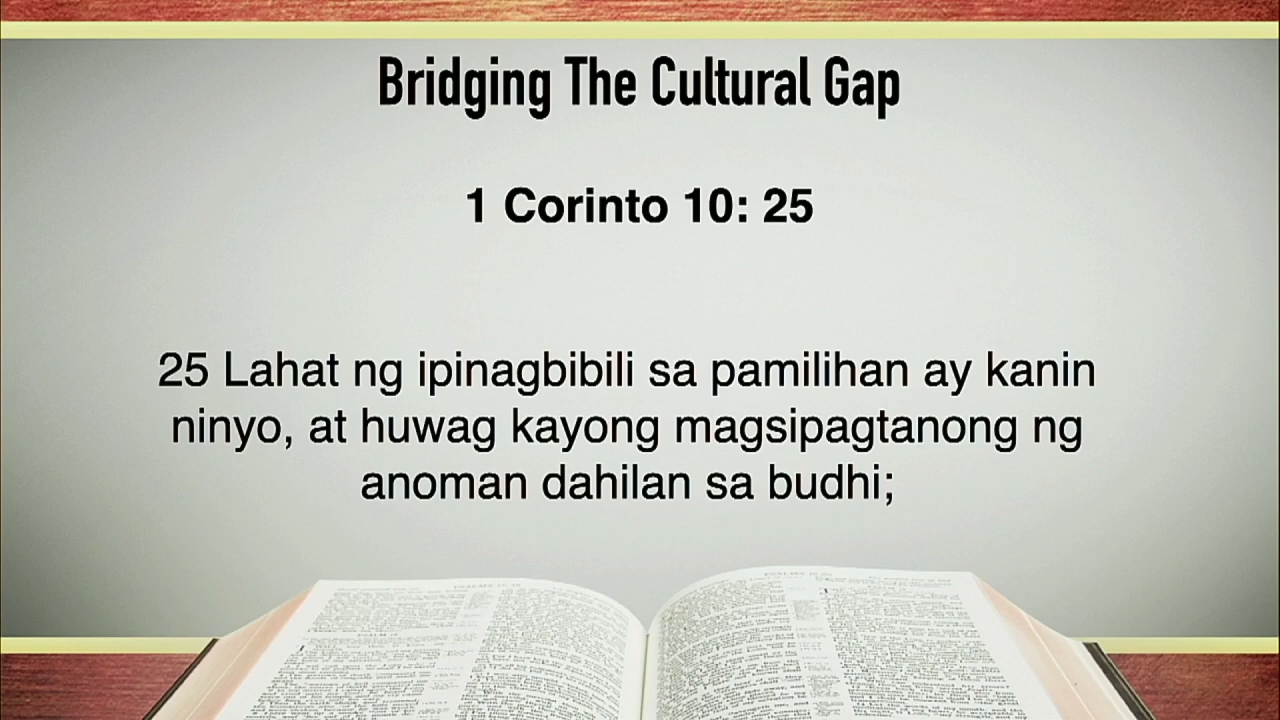 Bridging The Cultural Gap
1 Corinto 10: 25
25 Lahat ng ipinagbibili sa pamilihan ay kanin
ninyo, at huwag kayong magsipagtanong ng
anoman dahilan sa budhi;